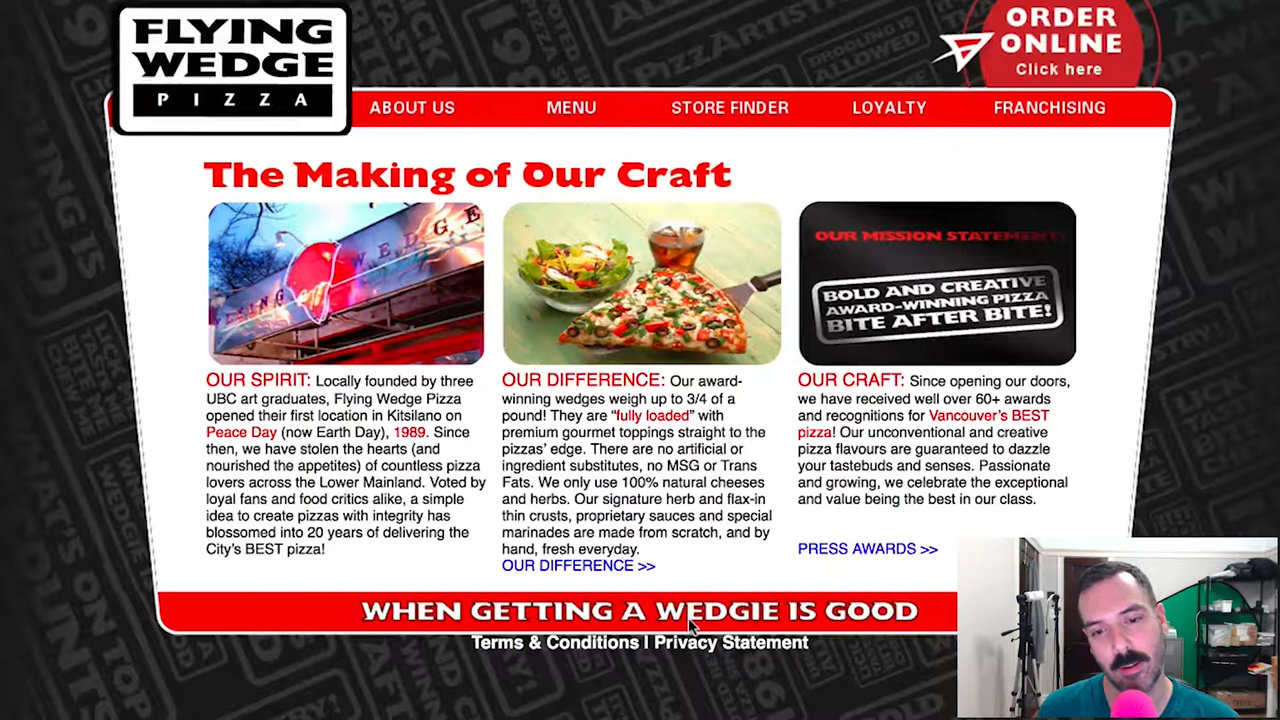 FLYING
WEDGE
PIZZA
ORDER
ONLINE
Click here
ABOUT US
MENU
STORE FINDER
LOYALTY
FRANCHISING
The Making of Our Craft
OUR MISSION STATEMENT:
BOLD AND CREATIVE
AWARD-WINNING PIZZA
BITE AFTER BITE!
OUR SPIRIT: Locally founded by three
UBC art graduates, Flying Wedge Pizza
opened their first location in Kitsilano on
Peace Day (now Earth Day), 1989. Since
then, we have stolen the hearts (and
nourished the appetites) of countless pizza
lovers across the Lower Mainland. Voted by
loyal fans and food critics alike, a simple
idea to create pizzas with integrity has
blossomed into 20 years of delivering the
City's BEST pizza!
OUR DIFFERENCE: Our award-
winning wedges weigh up to 3/4 of a
pound! They are “fully loaded” with
premium gourmet toppings straight to the
pizzas' edge. There are no artificial or
ingredient substitutes, no MSG or Trans
Fats. We only use 100% natural cheeses
and herbs. Our signature herb and flax-in
thin crusts, proprietary sauces and special
marinades are made from scratch, and by
hand, fresh everyday.
OUR DIFFERENCE >>
OUR CRAFT: Since opening our doors,
we have received well over 60+ awards
and recognitions for Vancouver's BEST
pizza! Our unconventional and creative
pizza flavours are guaranteed to dazzle
your tastebuds and senses. Passionate
and growing, we celebrate the exceptional
and value being the best in our class.
PRESS AWARDS >>
WHEN GETTING A WEDGIE IS GOOD
Terms & Conditions | Privacy Statement